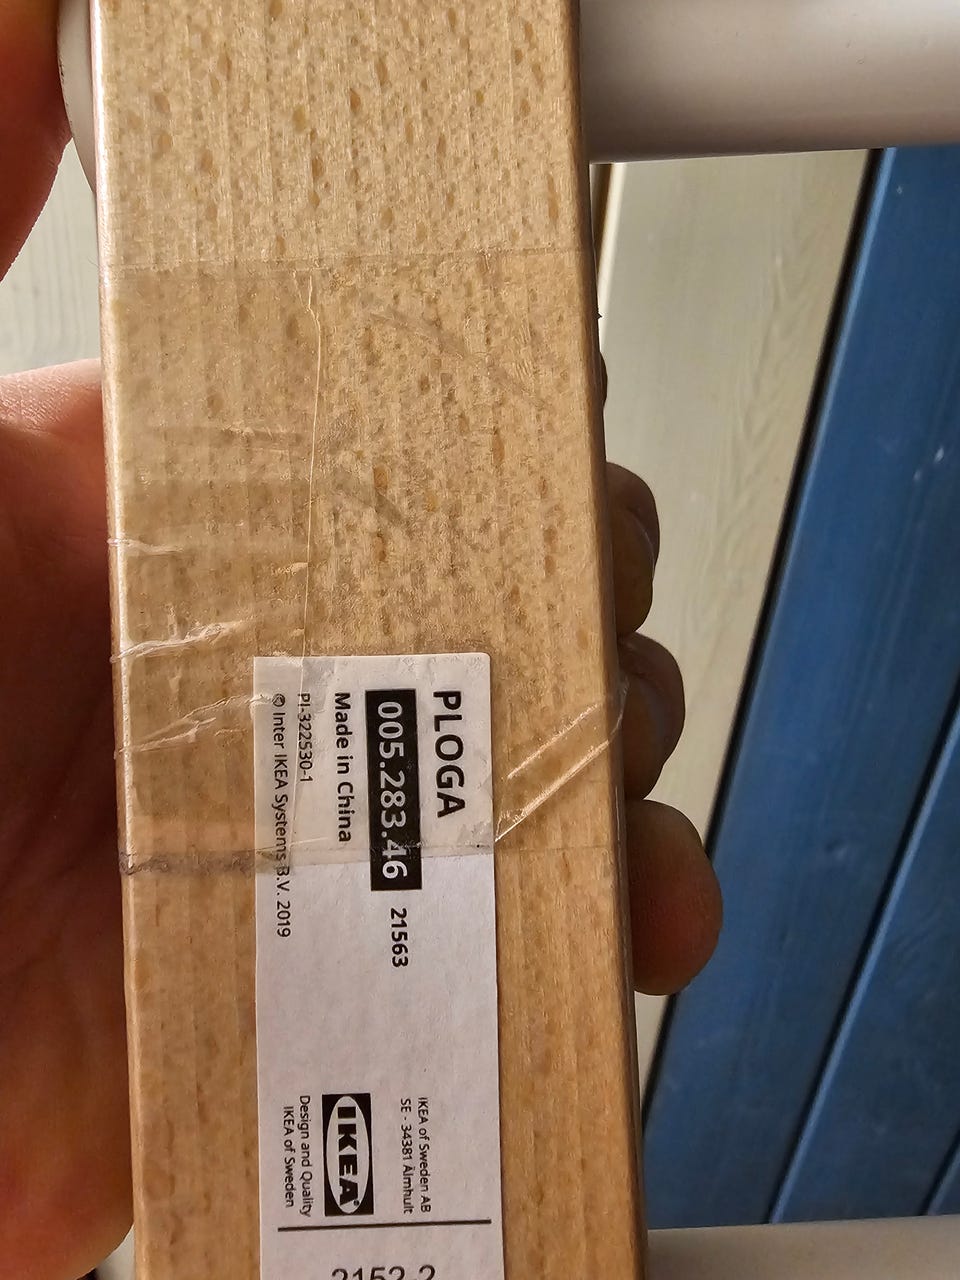 PLOGA
005.283.46 21563
Made in China
PI-322530-1
© Inter IKEA Systems B.V. 2019
IKEA of Sweden AB
SE - 34381 Älmhult
IKEA®
Design and Quality
IKEA of Sweden